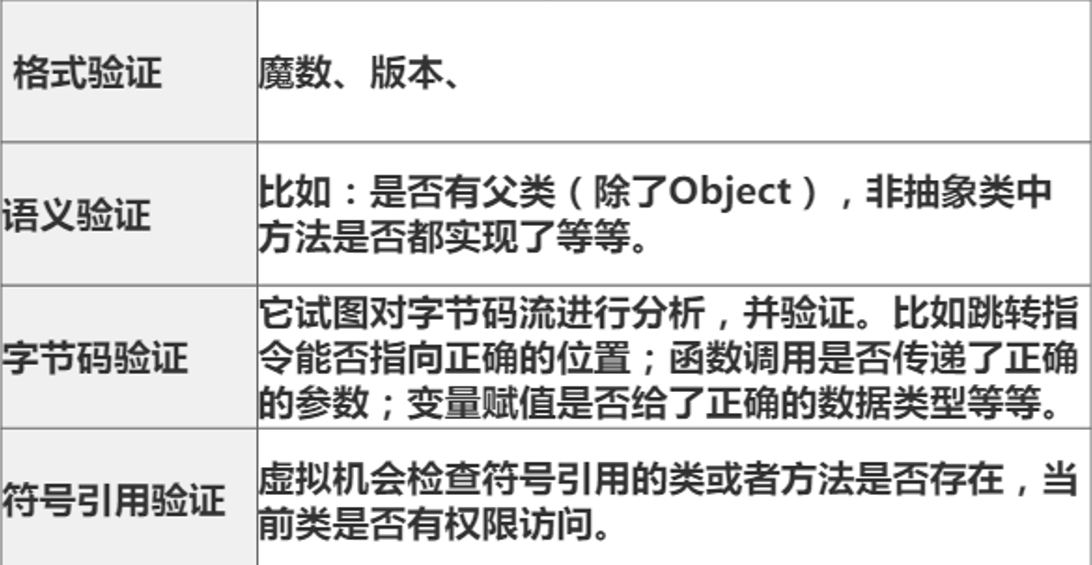 格式验证
魔数、版本、
语义验证
比如：是否有父类（除了Object），非抽象类中
方法是否都实现了等等。
字节码验证
它试图对字节码流进行分析，并验证。比如跳转指
令能否指向正确的位置；函数调用是否传递了正确
的参数；变量赋值是否给了正确的数据类型等等。
符号引用验证
虚拟机会检查符号引用的类或者方法是否存在，当
前类是否有权限访问。